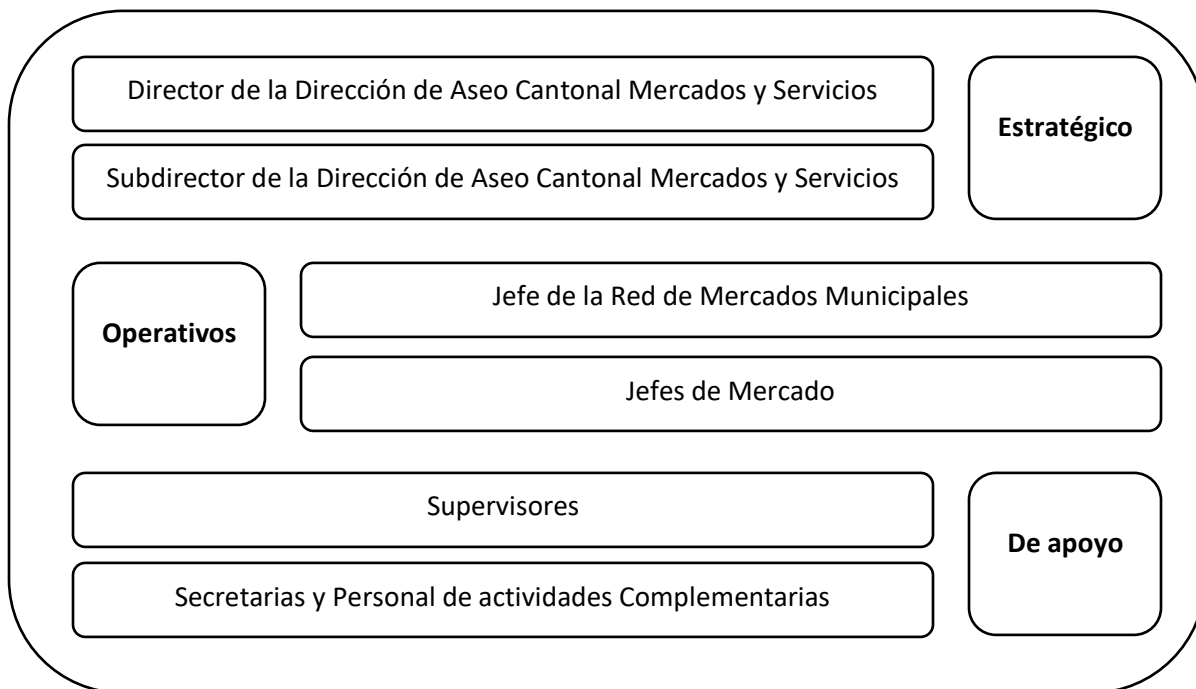 Director de la Dirección de Aseo Cantonal Mercados y Servicios
Estratégico
Subdirector de la Dirección de Aseo Cantonal Mercados y Servicios
Operativos
Jefe de la Red de Mercados Municipales
Jefes de Mercado
Supervisores
De apoyo
Secretarias y Personal de actividades Complementarias